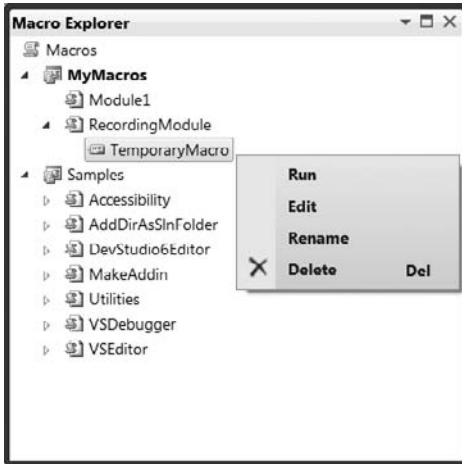 Macro Explorer
Macros
MyMacros
Module1
RecordingModule
TemporaryMacro
Samples
Accessibility
AddDirAsSlnFolder
DevStudio6Editor
MakeAddin
Utilities
VSDebugger
VSEditor
Run
Edit
Rename
Delete Del